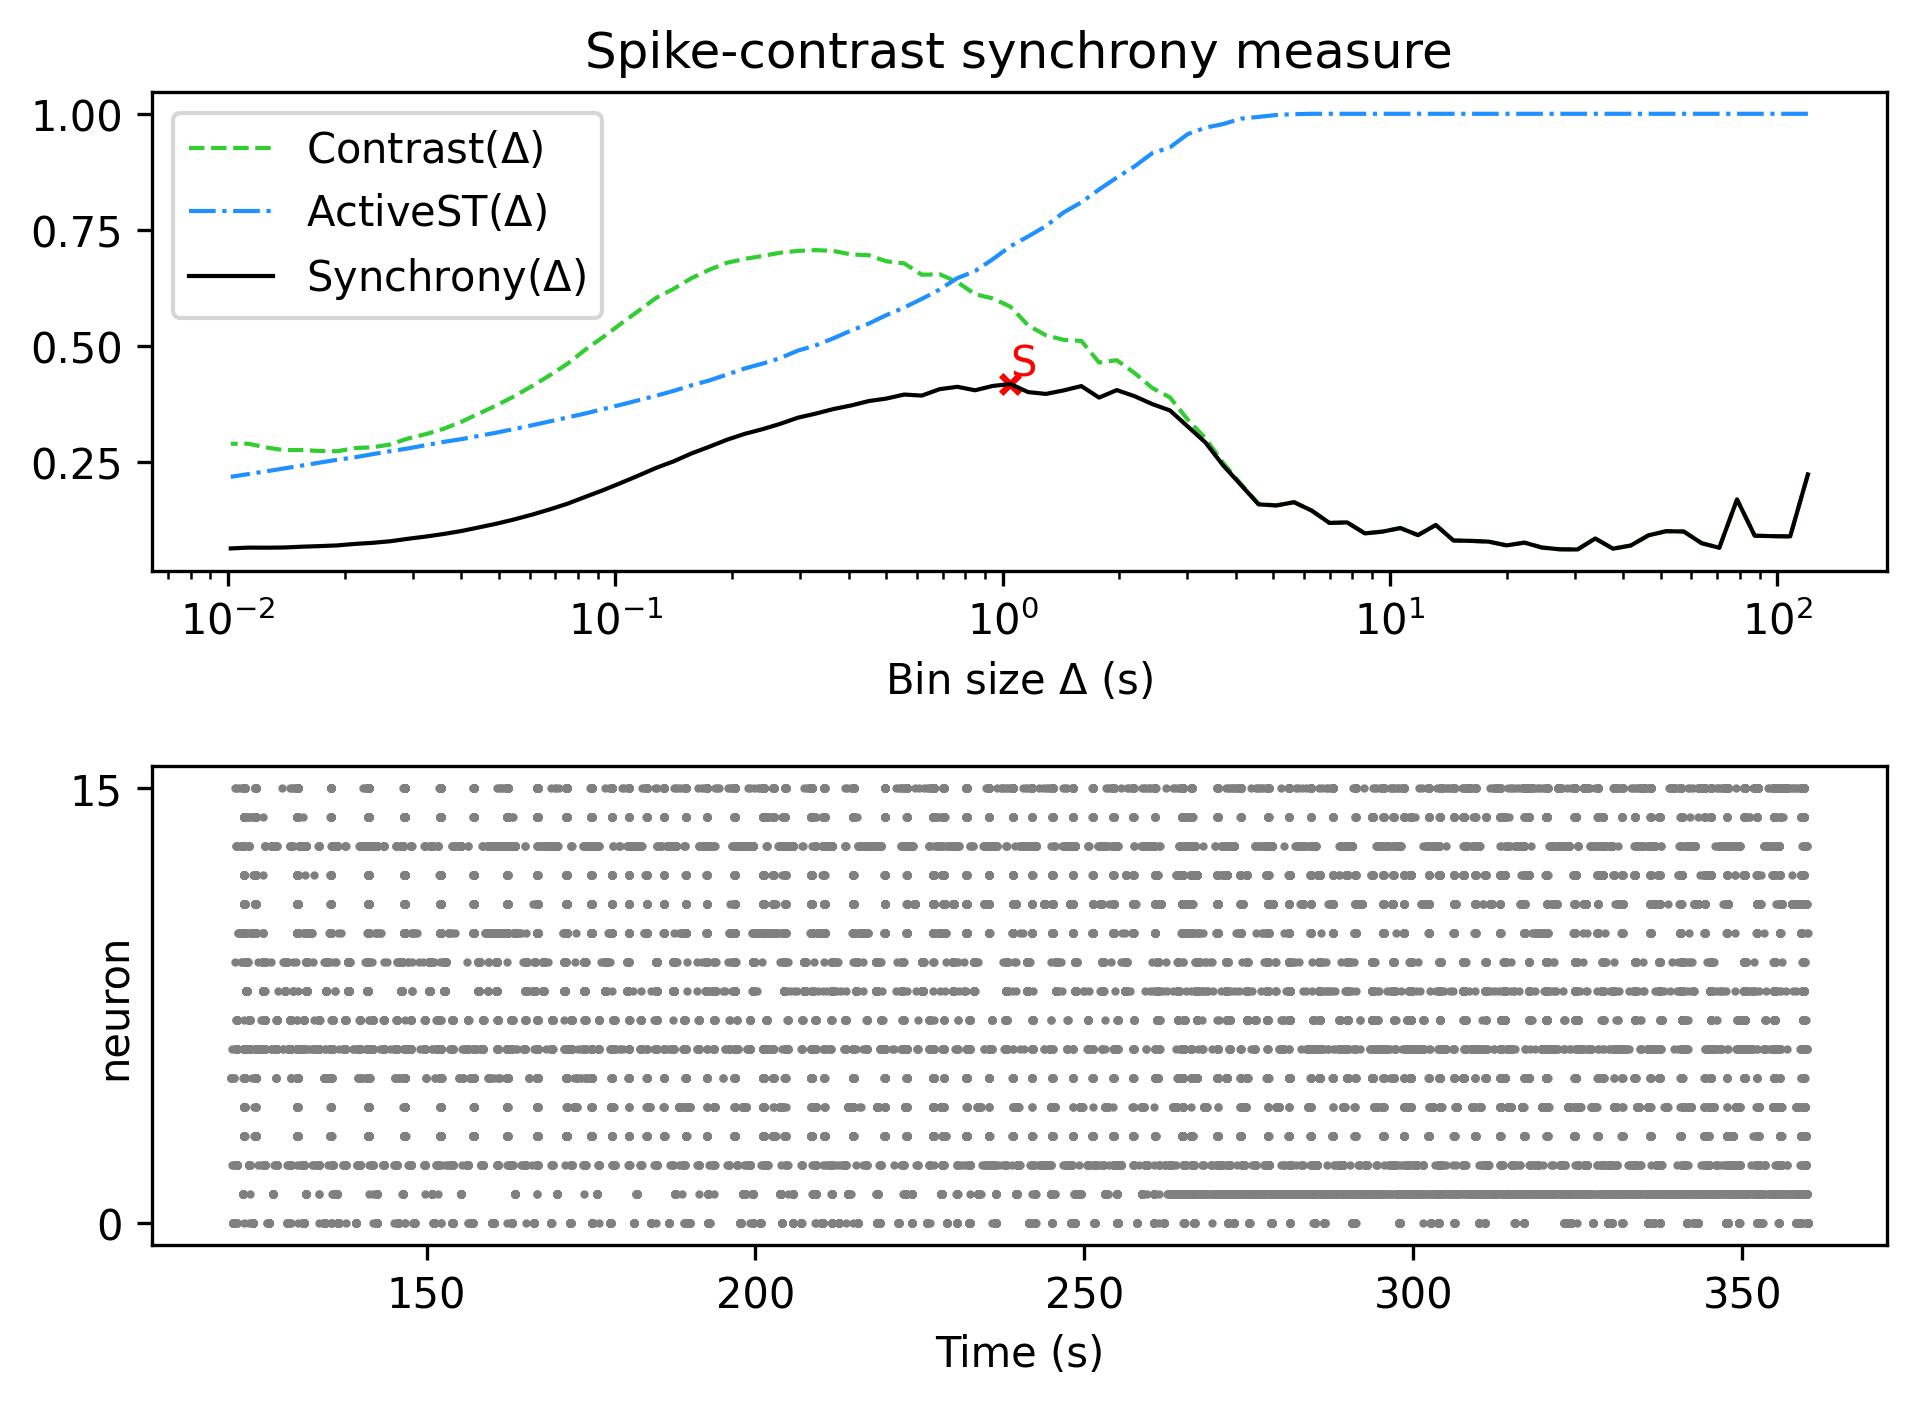 Spike-contrast synchrony measure
1.00
0.75
0.50
0.25
Contrast(Δ)
ActiveST(Δ)
Synchrony(Δ)
S
10⁻² 10⁻¹ 10⁰ 10¹ 10²
Bin size Δ (s)
15
0
neuron
150 200 250 300 350
Time (s)